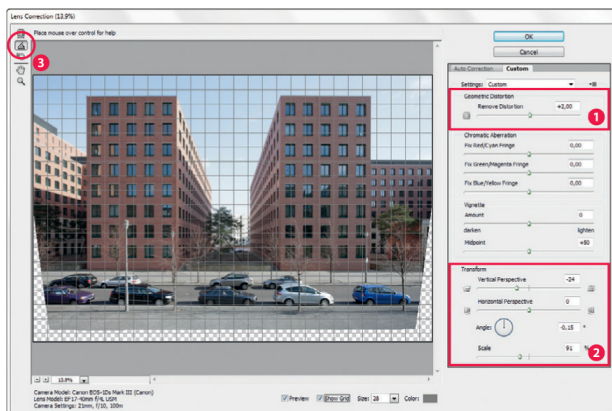 Lens Correction (13.9%)
Place mouse over control for help
3
OK
Cancel
Auto Correction Custom
Settings: Custom
Geometric Distortion
Remove Distortion +2,00
1
Chromatic Aberration
Fix Red/Cyan Fringe 0,00
Fix Green/Magenta Fringe 0,00
Fix Blue/Yellow Fringe 0,00
Vignette
Amount 0
darken lighten
Midpoint +50
Transform
Vertical Perspective -24
Horizontal Perspective 0
Angle: -0,15 °
Scale 91 %
2
13.9%
Camera Model: Canon EOS-1Ds Mark III (Canon)
Lens Model: EF17-40mm f/4L USM
Camera Settings: 21mm, f/10, 100m
Preview Show Grid Size: 28 Color: